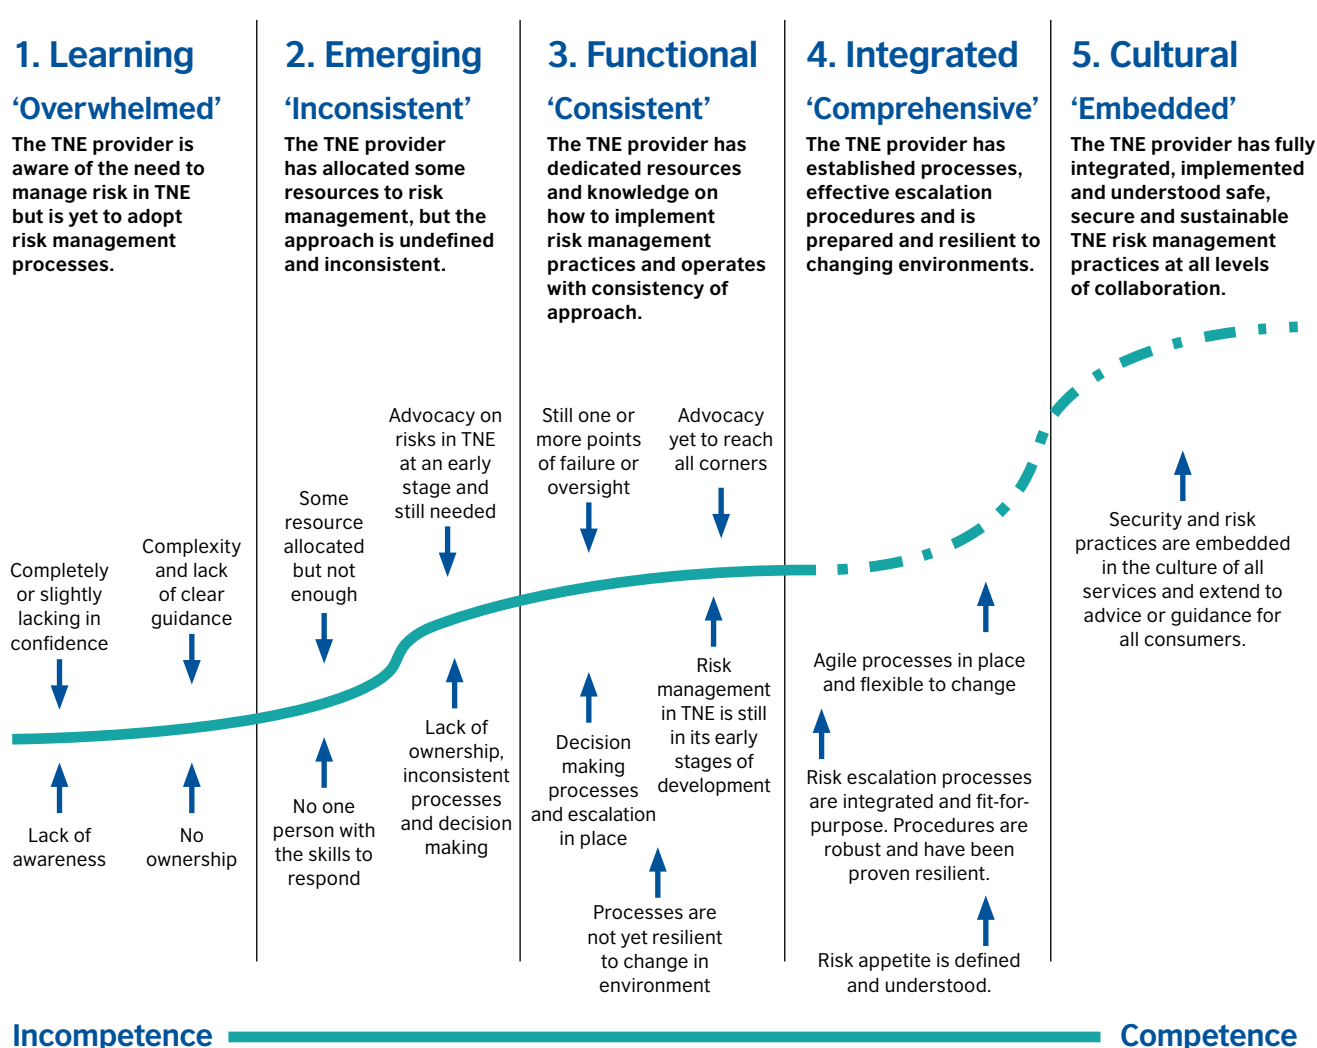 1. Learning
‘Overwhelmed’
The TNE provider is
aware of the need to
manage risk in TNE
but is yet to adopt
risk management
processes.
Completely
or slightly
lacking in
confidence
Complexity
and lack
of clear
guidance
Lack of
awareness
No
ownership
2. Emerging
‘Inconsistent’
The TNE provider
has allocated some
resources to risk
management, but the
approach is undefined
and inconsistent.
Some
resource
allocated
but not
enough
Advocacy on
risks in TNE
at an early
stage and
still needed
No one
person with
the skills to
respond
Lack of
ownership,
inconsistent
processes
and decision
making
3. Functional
‘Consistent’
The TNE provider has
dedicated resources
and knowledge on
how to implement
risk management
practices and operates
with consistency of
approach.
Still one or
more points
of failure or
oversight
Advocacy
yet to reach
all corners
Decision
making
processes
and escalation
in place
Risk
management
in TNE is still
in its early
stages of
development
Processes are
not yet resilient
to change in
environment
4. Integrated
‘Comprehensive’
The TNE provider has
established processes,
effective escalation
procedures and is
prepared and resilient to
changing environments.
Agile processes in place
and flexible to change
Risk escalation processes
are integrated and fit-for-
purpose. Procedures are
robust and have been
proven resilient.
Risk appetite is defined
and understood.
5. Cultural
‘Embedded’
The TNE provider has fully
integrated, implemented
and understood safe,
secure and sustainable
TNE risk management
practices at all levels
of collaboration.
Security and risk
practices are embedded
in the culture of all
services and extend to
advice or guidance for
all consumers.
Incompetence
Competence